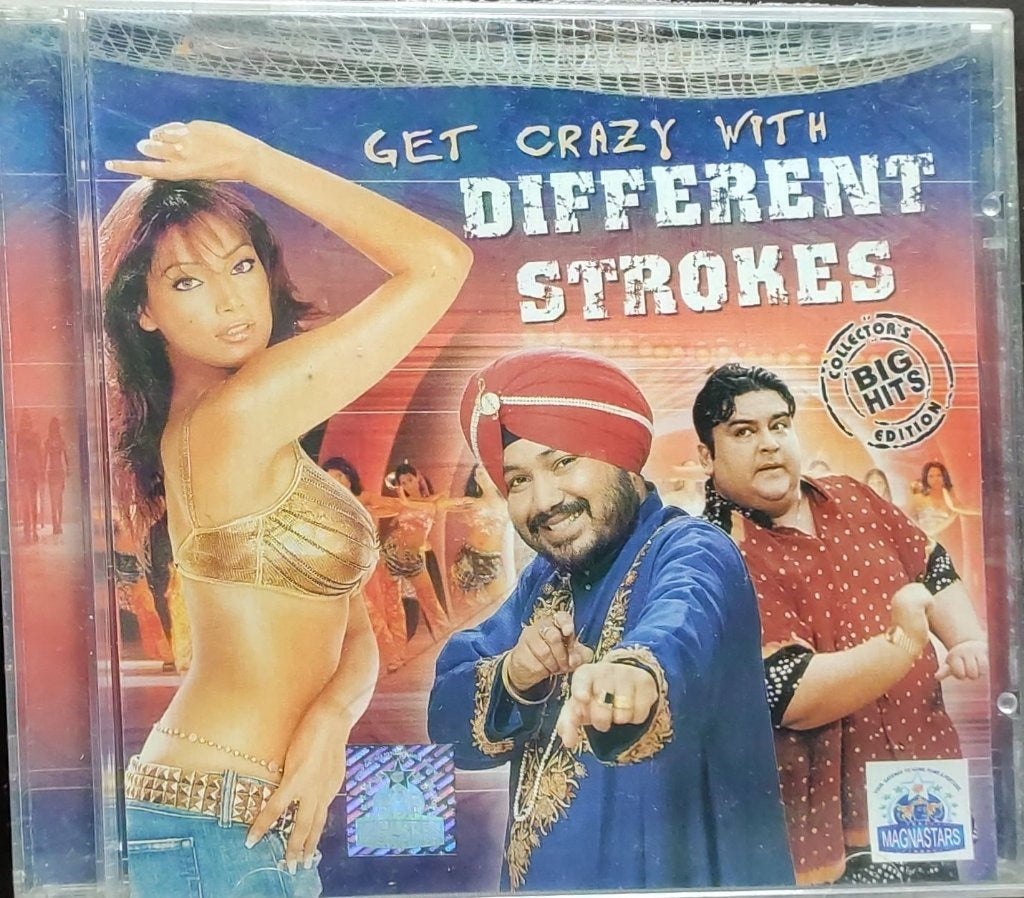 GET CRAZY WITH
DIFFERENT
STROKES
COLLECTOR'S
BIG
HITS
EDITION
MAGNASTARS